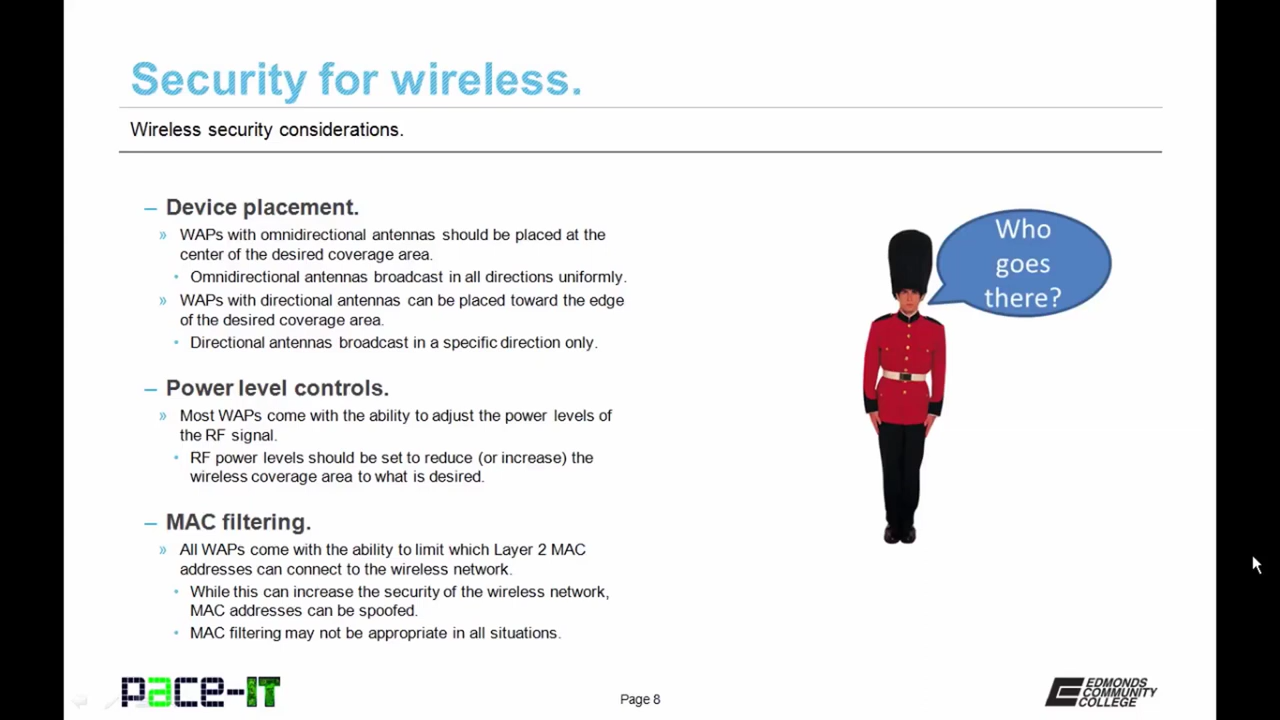 Security for wireless.
Wireless security considerations.
– Device placement.
» WAPs with omnidirectional antennas should be placed at the
center of the desired coverage area.
• Omnidirectional antennas broadcast in all directions uniformly.
» WAPs with directional antennas can be placed toward the edge
of the desired coverage area.
• Directional antennas broadcast in a specific direction only.
– Power level controls.
» Most WAPs come with the ability to adjust the power levels of
the RF signal.
• RF power levels should be set to reduce (or increase) the
wireless coverage area to what is desired.
– MAC filtering.
» All WAPs come with the ability to limit which Layer 2 MAC
addresses can connect to the wireless network.
• While this can increase the security of the wireless network,
MAC addresses can be spoofed.
• MAC filtering may not be appropriate in all situations.
Who
goes
there?
pace-IT
Page 8
EDMONDS
COMMUNITY
COLLEGE